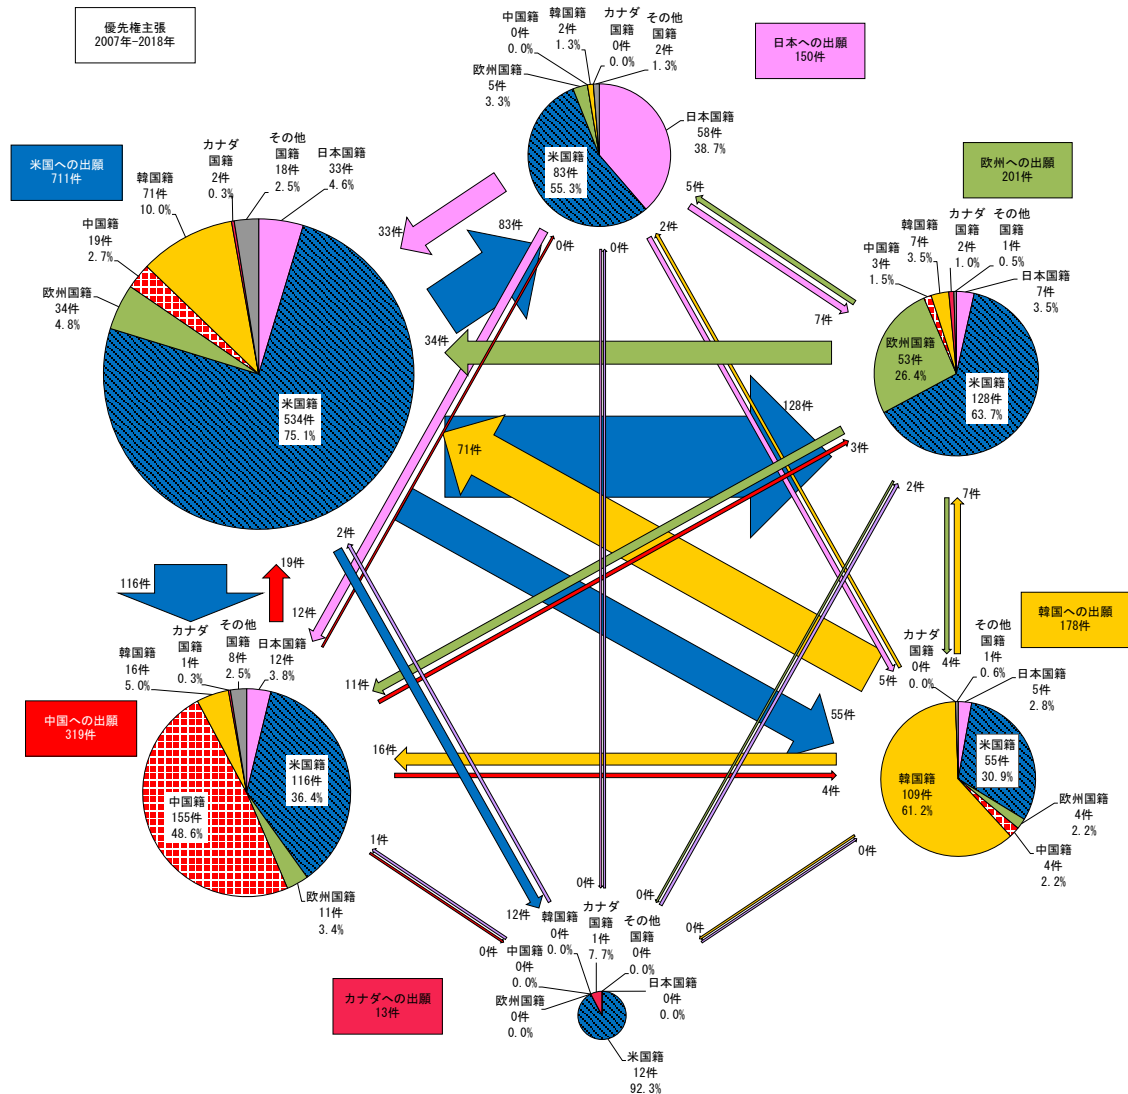 優先権主張
2007年-2018年
中国籍
0件
0.0%
韓国籍
2件
1.3%
カナダ
国籍
0件
0.0%
その他
国籍
2件
1.3%
欧州国籍
5件
3.3%
日本国籍
58件
38.7%
米国籍
83件
55.3%
日本への出願
150件
米国への出願
711件
カナダ
国籍
2件
0.3%
その他
国籍
18件
2.5%
日本国籍
33件
4.6%
韓国籍
71件
10.0%
中国籍
19件
2.7%
欧州国籍
34件
4.8%
米国籍
534件
75.1%
欧州への出願
201件
中国籍
3件
1.5%
韓国籍
7件
3.5%
カナダ
国籍
2件
1.0%
その他
国籍
1件
0.5%
日本国籍
7件
3.5%
欧州国籍
53件
26.4%
米国籍
128件
63.7%
33件
83件
0件
0件
2件
5件
7件
34件
128件
71件
3件
2件
7件
2件
19件
116件
12件
11件
55件
5件
4件
16件
4件
韓国への出願
178件
カナダ
国籍
0件
0.0%
その他
国籍
1件
0.6%
日本国籍
5件
2.8%
米国籍
55件
30.9%
韓国籍
109件
61.2%
欧州国籍
4件
2.2%
中国籍
4件
2.2%
中国への出願
319件
韓国籍
16件
5.0%
カナダ
国籍
1件
0.3%
その他
国籍
8件
2.5%
日本国籍
12件
3.8%
米国籍
116件
36.4%
中国籍
155件
48.6%
欧州国籍
11件
3.4%
1件
0件
12件
0件
0件
0件
0件
カナダへの出願
13件
中国籍
0件
0.0%
韓国籍
0件
0.0%
カナダ
国籍
1件
7.7%
その他
国籍
0件
0.0%
欧州国籍
0件
0.0%
日本国籍
0件
0.0%
米国籍
12件
92.3%